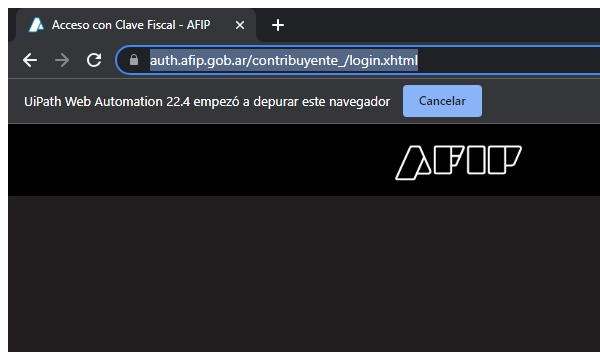 Acceso con Clave Fiscal - AFIP
auth.afip.gob.ar/contribuyente_/login.xhtml
UiPath Web Automation 22.4 empezó a depurar este navegador
Cancelar
AFIP